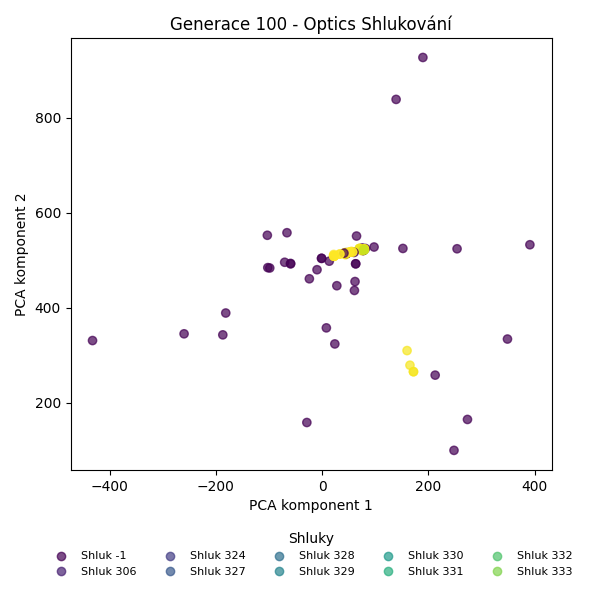 Generace 100 - Optics Shlukování
PCA komponent 2
800
600
400
200
−400 −200 0 200 400
PCA komponent 1
Shluky
Shluk -1 Shluk 324 Shluk 328 Shluk 330 Shluk 332
Shluk 306 Shluk 327 Shluk 329 Shluk 331 Shluk 333